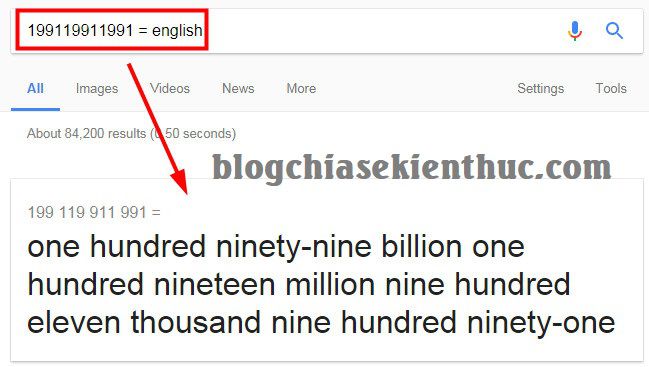 199119911991 = english
All Images Videos News More Settings Tools
About 84,200 results (0.50 seconds)
blogchiasekienthuc.com
199 119 911 991 =
one hundred ninety-nine billion one
hundred nineteen million nine hundred
eleven thousand nine hundred ninety-one